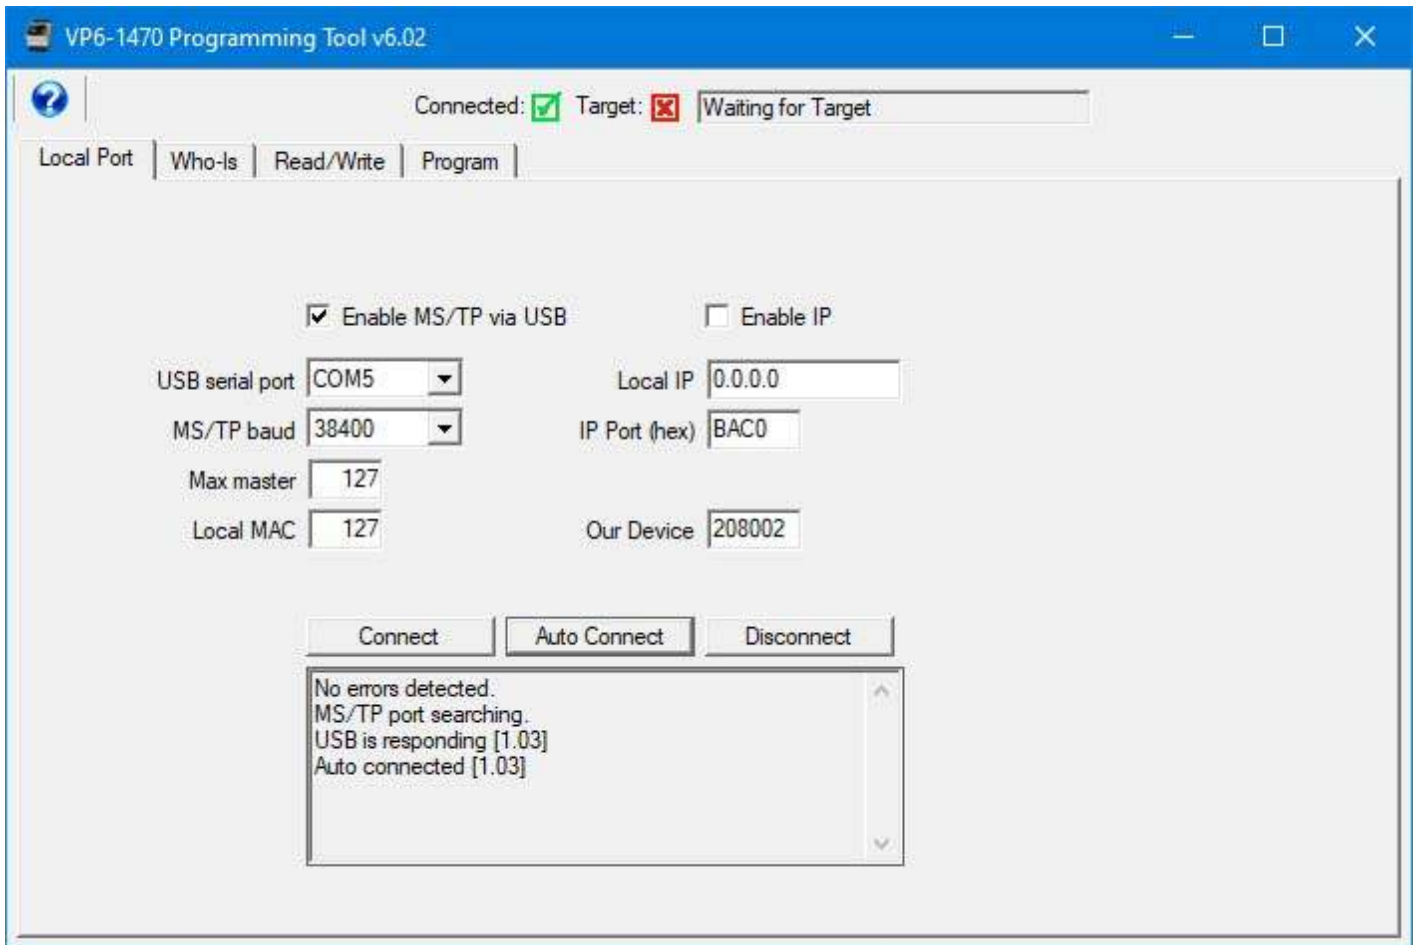 VP6-1470 Programming Tool v6.02
Connected: Target: Waiting for Target
Local Port Who-Is Read/Write Program
Enable MS/TP via USB Enable IP
USB serial port COM5 Local IP 0.0.0.0
MS/TP baud 38400 IP Port (hex) BAC0
Max master 127
Local MAC 127 Our Device 208002
Connect Auto Connect Disconnect
No errors detected.
MS/TP port searching.
USB is responding [1.03]
Auto connected [1.03]